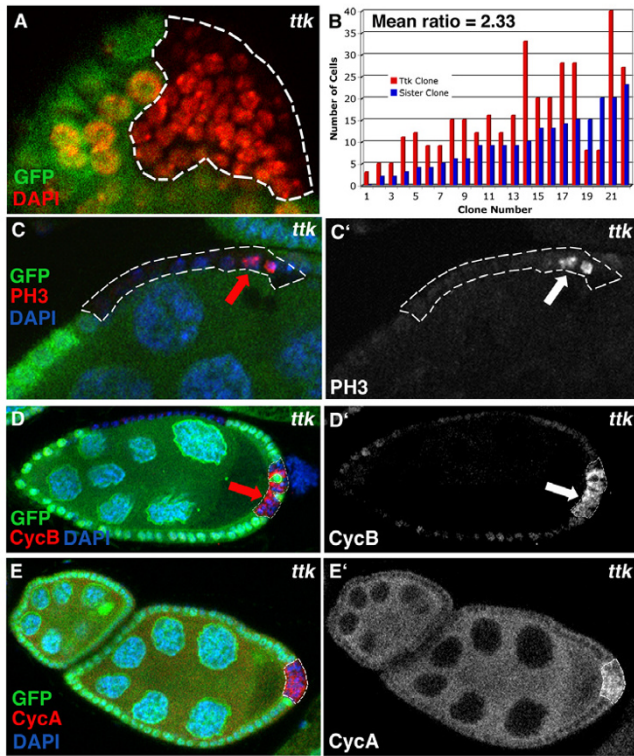 A
ttk
GFP
DAPI
B
Mean ratio = 2.33
Number of Cells
40
35
30
25
20
15
10
5
0
Ttk Clone
Sister Clone
1 3 5 7 9 11 13 15 17 19 21
Clone Number
C
ttk
GFP
PH3
DAPI
C'
ttk
PH3
D
ttk
GFP
CycB DAPI
D'
ttk
CycB
E
ttk
GFP
CycA
DAPI
E'
ttk
CycA